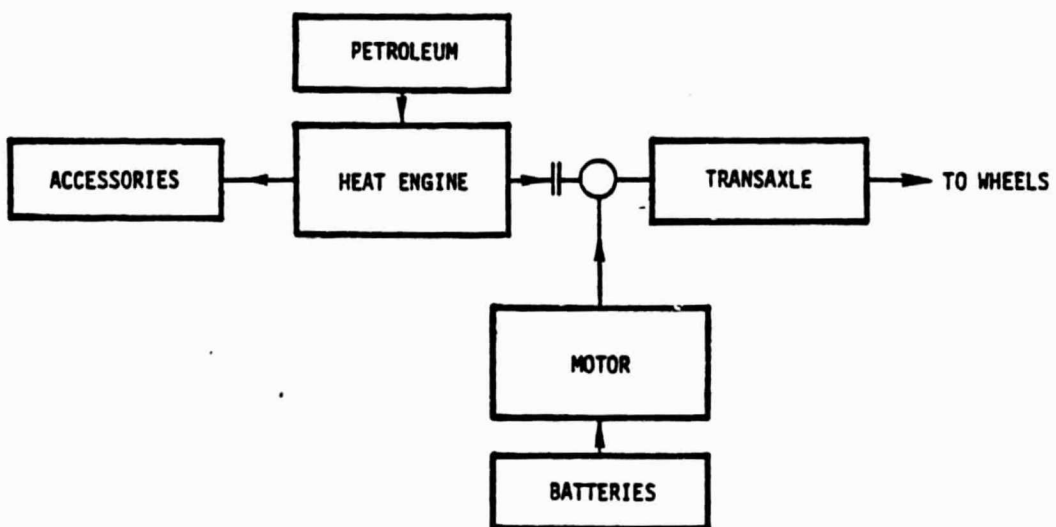 PETROLEUM
ACCESSORIES
HEAT ENGINE
TRANSAXLE
TO WHEELS
MOTOR
BATTERIES